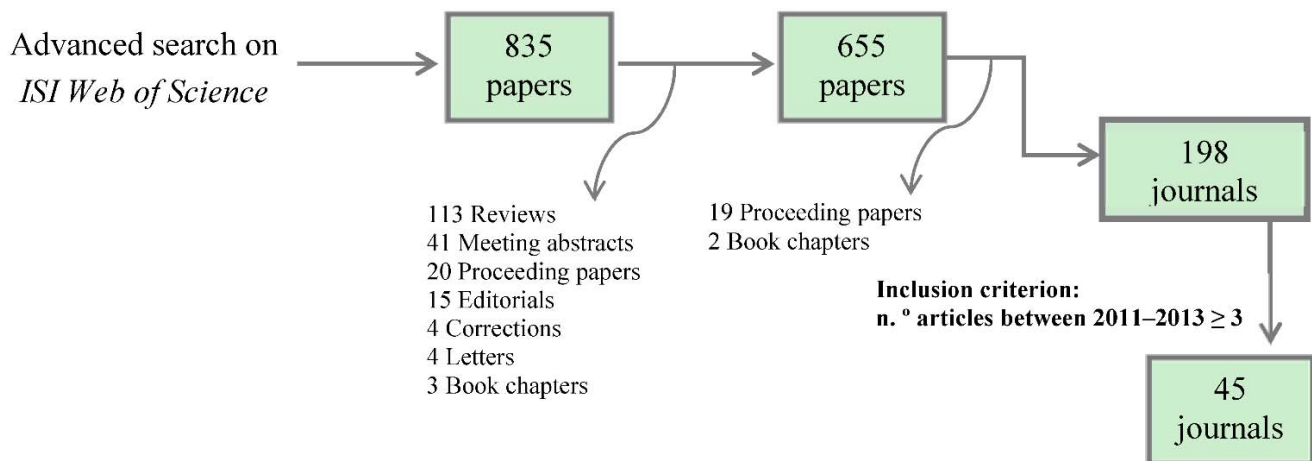 Advanced search on
ISI Web of Science
835
papers
655
papers
198
journals
113 Reviews
41 Meeting abstracts
20 Proceeding papers
15 Editorials
4 Corrections
4 Letters
3 Book chapters
19 Proceeding papers
2 Book chapters
Inclusion criterion:
n. º articles between 2011–2013 ≥ 3
45
journals